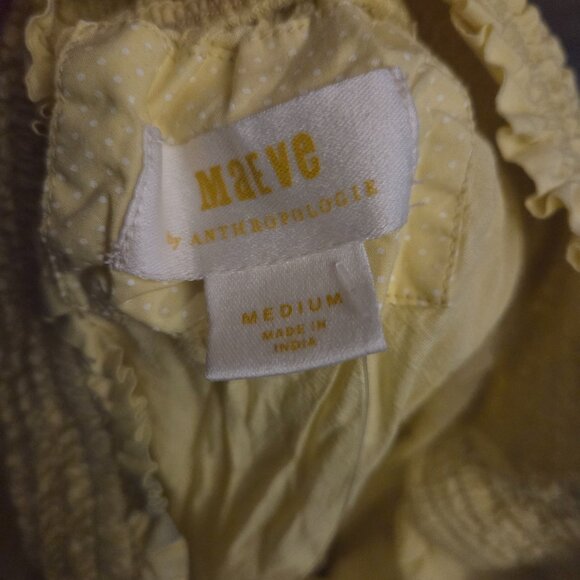 MaEVe
by ANTHROPOLOGIE
MEDIUM
MADE IN
INDIA